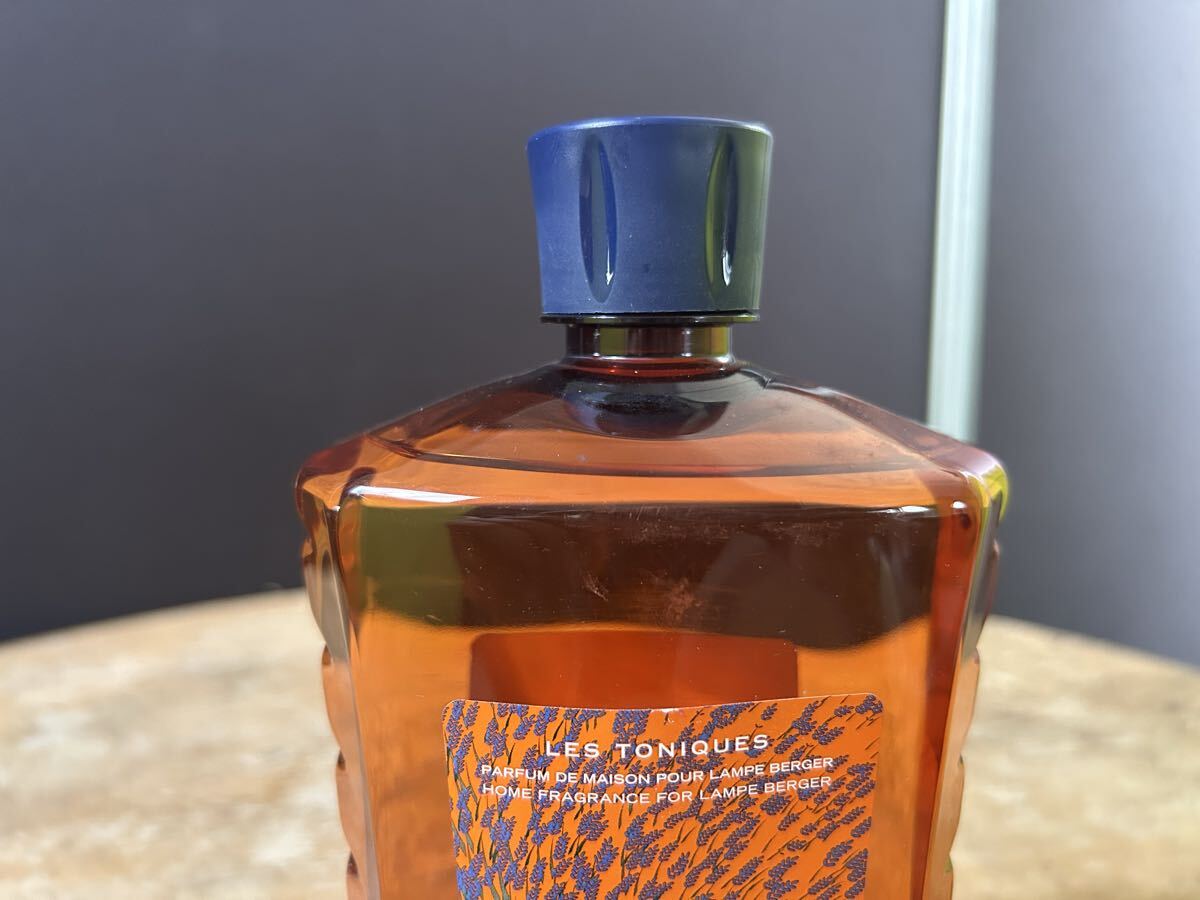 LES TONIQUES
PARFUM DE MAISON POUR LAMPE BERGER
HOME FRAGRANCE FOR LAMPE BERGER